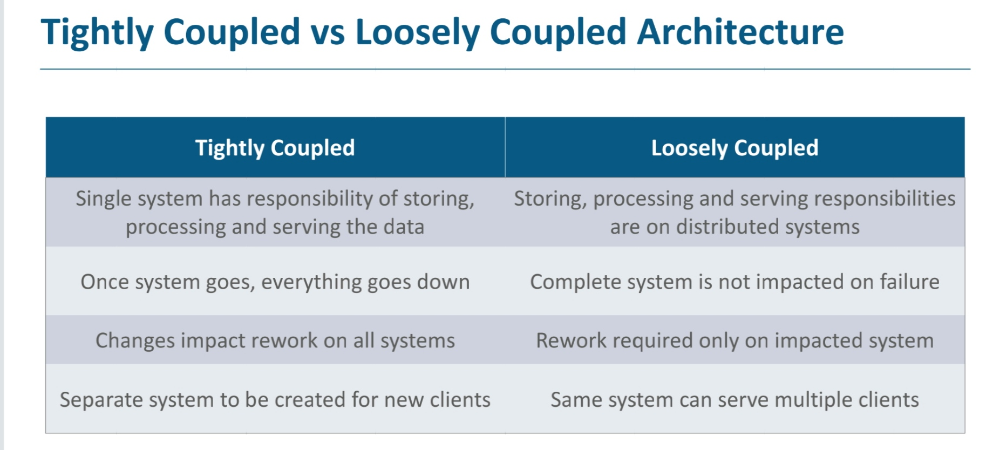 Tightly Coupled vs Loosely Coupled Architecture
Tightly Coupled
Loosely Coupled
Single system has responsibility of storing,
processing and serving the data
Storing, processing and serving responsibilities
are on distributed systems
Once system goes, everything goes down
Complete system is not impacted on failure
Changes impact rework on all systems
Rework required only on impacted system
Separate system to be created for new clients
Same system can serve multiple clients